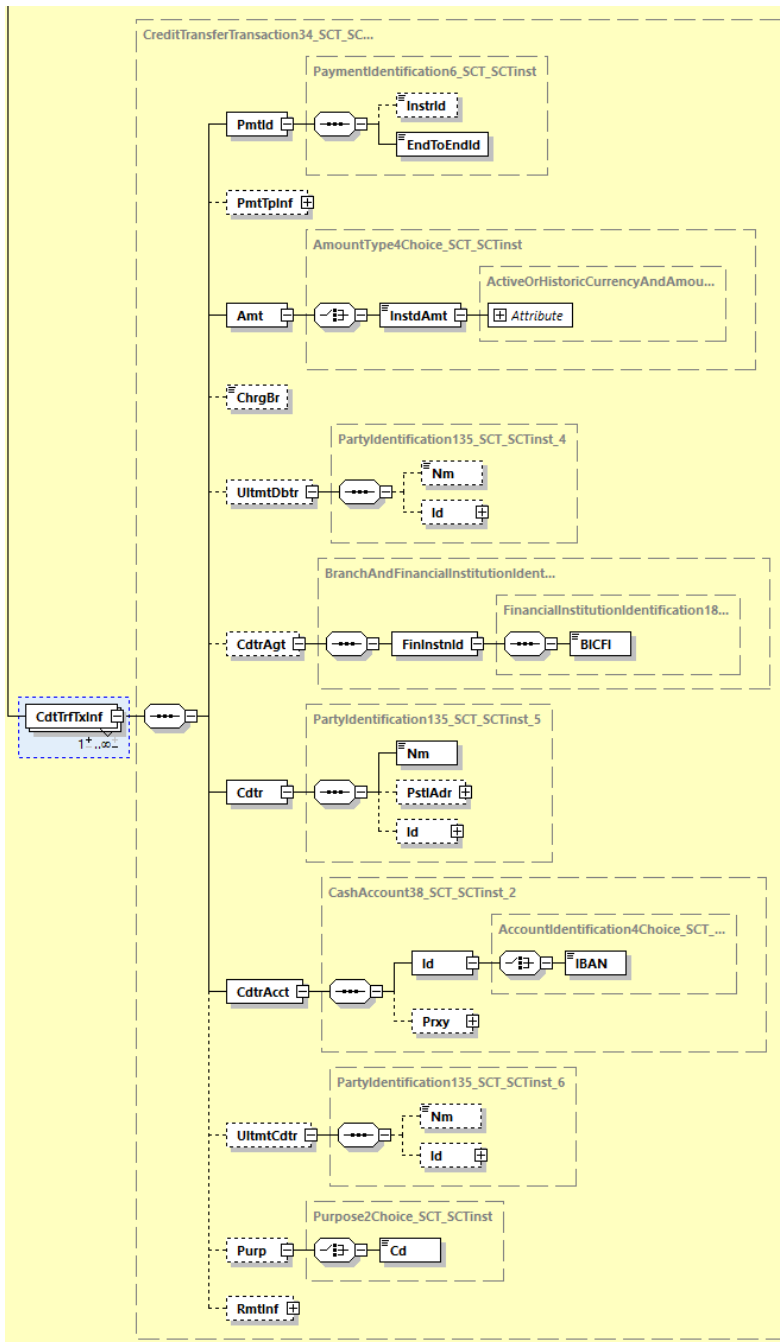 CreditTransferTransaction34_SCT_SC...
PaymentIdentification6_SCT_SCTinst
InstrId
PmtId
EndToEndId
PmtTpInf
AmountType4Choice_SCT_SCTinst
ActiveOrHistoricCurrencyAndAmou...
Amt
InstdAmt
Attribute
ChrgBr
PartyIdentification135_SCT_SCTinst_4
Nm
UltmtDbtr
Id
BranchAndFinancialInstitutionIdent...
FinancialInstitutionIdentification18...
CdtrAgt
FinInstnId
BICFI
CdtTrfTxInf
1..∞
PartyIdentification135_SCT_SCTinst_5
Nm
Cdtr
PstlAdr
Id
CashAccount38_SCT_SCTinst_2
AccountIdentification4Choice_SCT_...
Id
IBAN
CdtrAcct
Prxy
PartyIdentification135_SCT_SCTinst_6
Nm
UltmtCdtr
Id
Purpose2Choice_SCT_SCTinst
Purp
Cd
RmtInf